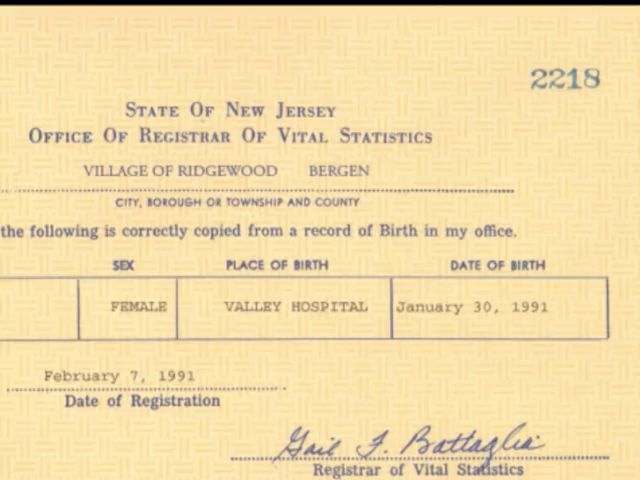 2218
STATE OF NEW JERSEY
OFFICE OF REGISTRAR OF VITAL STATISTICS
VILLAGE OF RIDGEWOOD BERGEN
CITY, BOROUGH OR TOWNSHIP AND COUNTY
the following is correctly copied from a record of Birth in my office.
SEX PLACE OF BIRTH DATE OF BIRTH
FEMALE VALLEY HOSPITAL January 30, 1991
February 7, 1991
Date of Registration
Gail F. Battaglia
Registrar of Vital Statistics